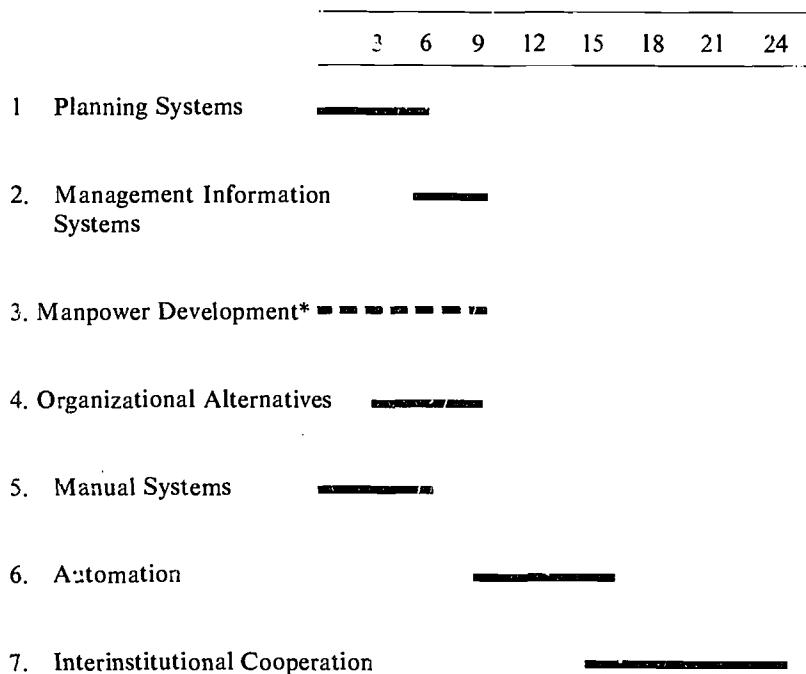 3 6 9 12 15 18 21 24
1 Planning Systems
2. Management Information
Systems
3. Manpower Development*
4. Organizational Alternatives
5. Manual Systems
6. Automation
7. Interinstitutional Cooperation